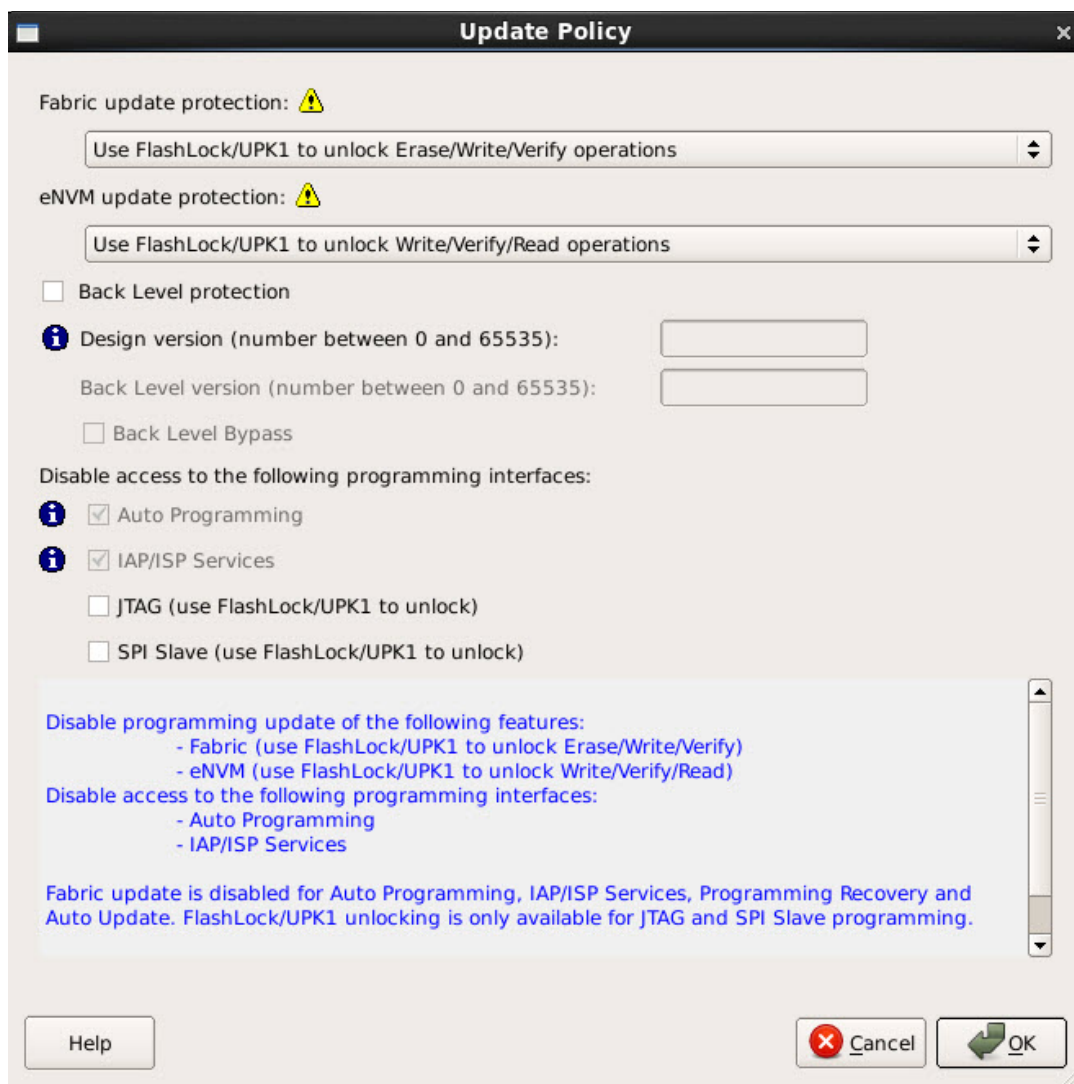 Update Policy
Fabric update protection:
Use FlashLock/UPK1 to unlock Erase/Write/Verify operations
eNVM update protection:
Use FlashLock/UPK1 to unlock Write/Verify/Read operations
Back Level protection
Design version (number between 0 and 65535):
Back Level version (number between 0 and 65535):
Back Level Bypass
Disable access to the following programming interfaces:
Auto Programming
IAP/ISP Services
JTAG (use FlashLock/UPK1 to unlock)
SPI Slave (use FlashLock/UPK1 to unlock)
Disable programming update of the following features:
- Fabric (use FlashLock/UPK1 to unlock Erase/Write/Verify)
- eNVM (use FlashLock/UPK1 to unlock Write/Verify/Read)
Disable access to the following programming interfaces:
- Auto Programming
- IAP/ISP Services
Fabric update is disabled for Auto Programming, IAP/ISP Services, Programming Recovery and
Auto Update. FlashLock/UPK1 unlocking is only available for JTAG and SPI Slave programming.
Help
Cancel
OK